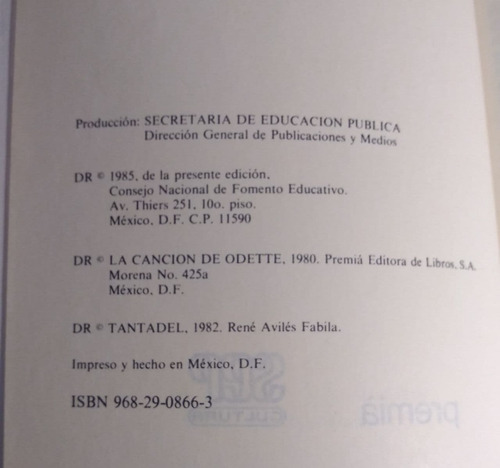 Producción: SECRETARIA DE EDUCACION PUBLICA
Dirección General de Publicaciones y Medios
DR © 1985, de la presente edición,
Consejo Nacional de Fomento Educativo.
Av. Thiers 251, 10o. piso.
México, D.F. C.P. 11590
DR © LA CANCION DE ODETTE, 1980. Premiá Editora de Libros, S.A.
Morena No. 425a
México, D.F.
DR © TANTADEL, 1982. René Avilés Fabila.
Impreso y hecho en México, D.F.
SEP
CULTURA
premiá
ISBN 968-29-0866-3